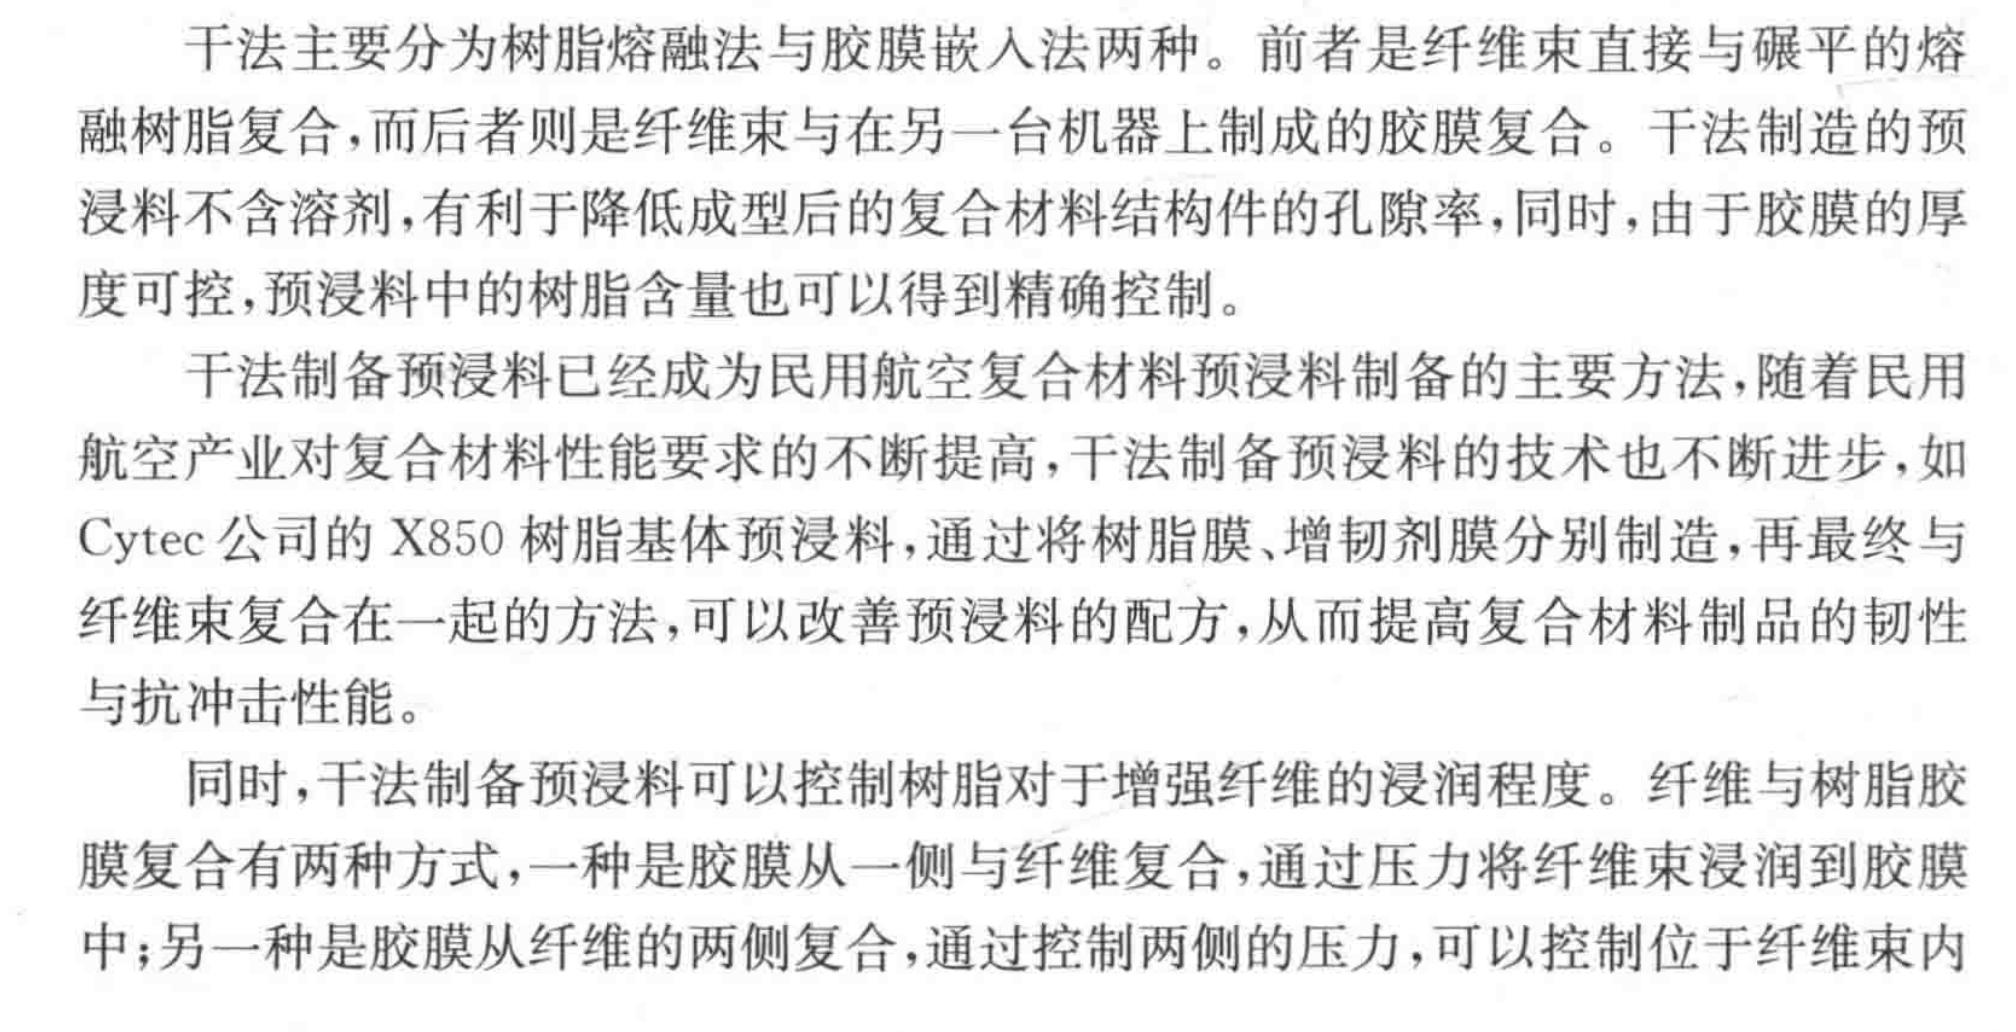 干法主要分为树脂熔融法与胶膜嵌入法两种。前者是纤维束直接与碾平的熔
融树脂复合,而后者则是纤维束与在另一台机器上制成的胶膜复合。干法制造的预
浸料不含溶剂,有利于降低成型后的复合材料结构件的孔隙率,同时,由于胶膜的厚
度可控,预浸料中的树脂含量也可以得到精确控制。
干法制备预浸料已经成为民用航空复合材料预浸料制备的主要方法,随着民用
航空产业对复合材料性能要求的不断提高,干法制备预浸料的技术也不断进步,如
Cytec公司的 X850 树脂基体预浸料,通过将树脂膜、增韧剂膜分别制造,再最终与
纤维束复合在一起的方法,可以改善预浸料的配方,从而提高复合材料制品的韧性
与抗冲击性能。
同时,干法制备预浸料可以控制树脂对于增强纤维的浸润程度。纤维与树脂胶
膜复合有两种方式,一种是胶膜从一侧与纤维复合,通过压力将纤维束浸润到胶膜
中;另一种是胶膜从纤维的两侧复合,通过控制两侧的压力,可以控制位于纤维束内